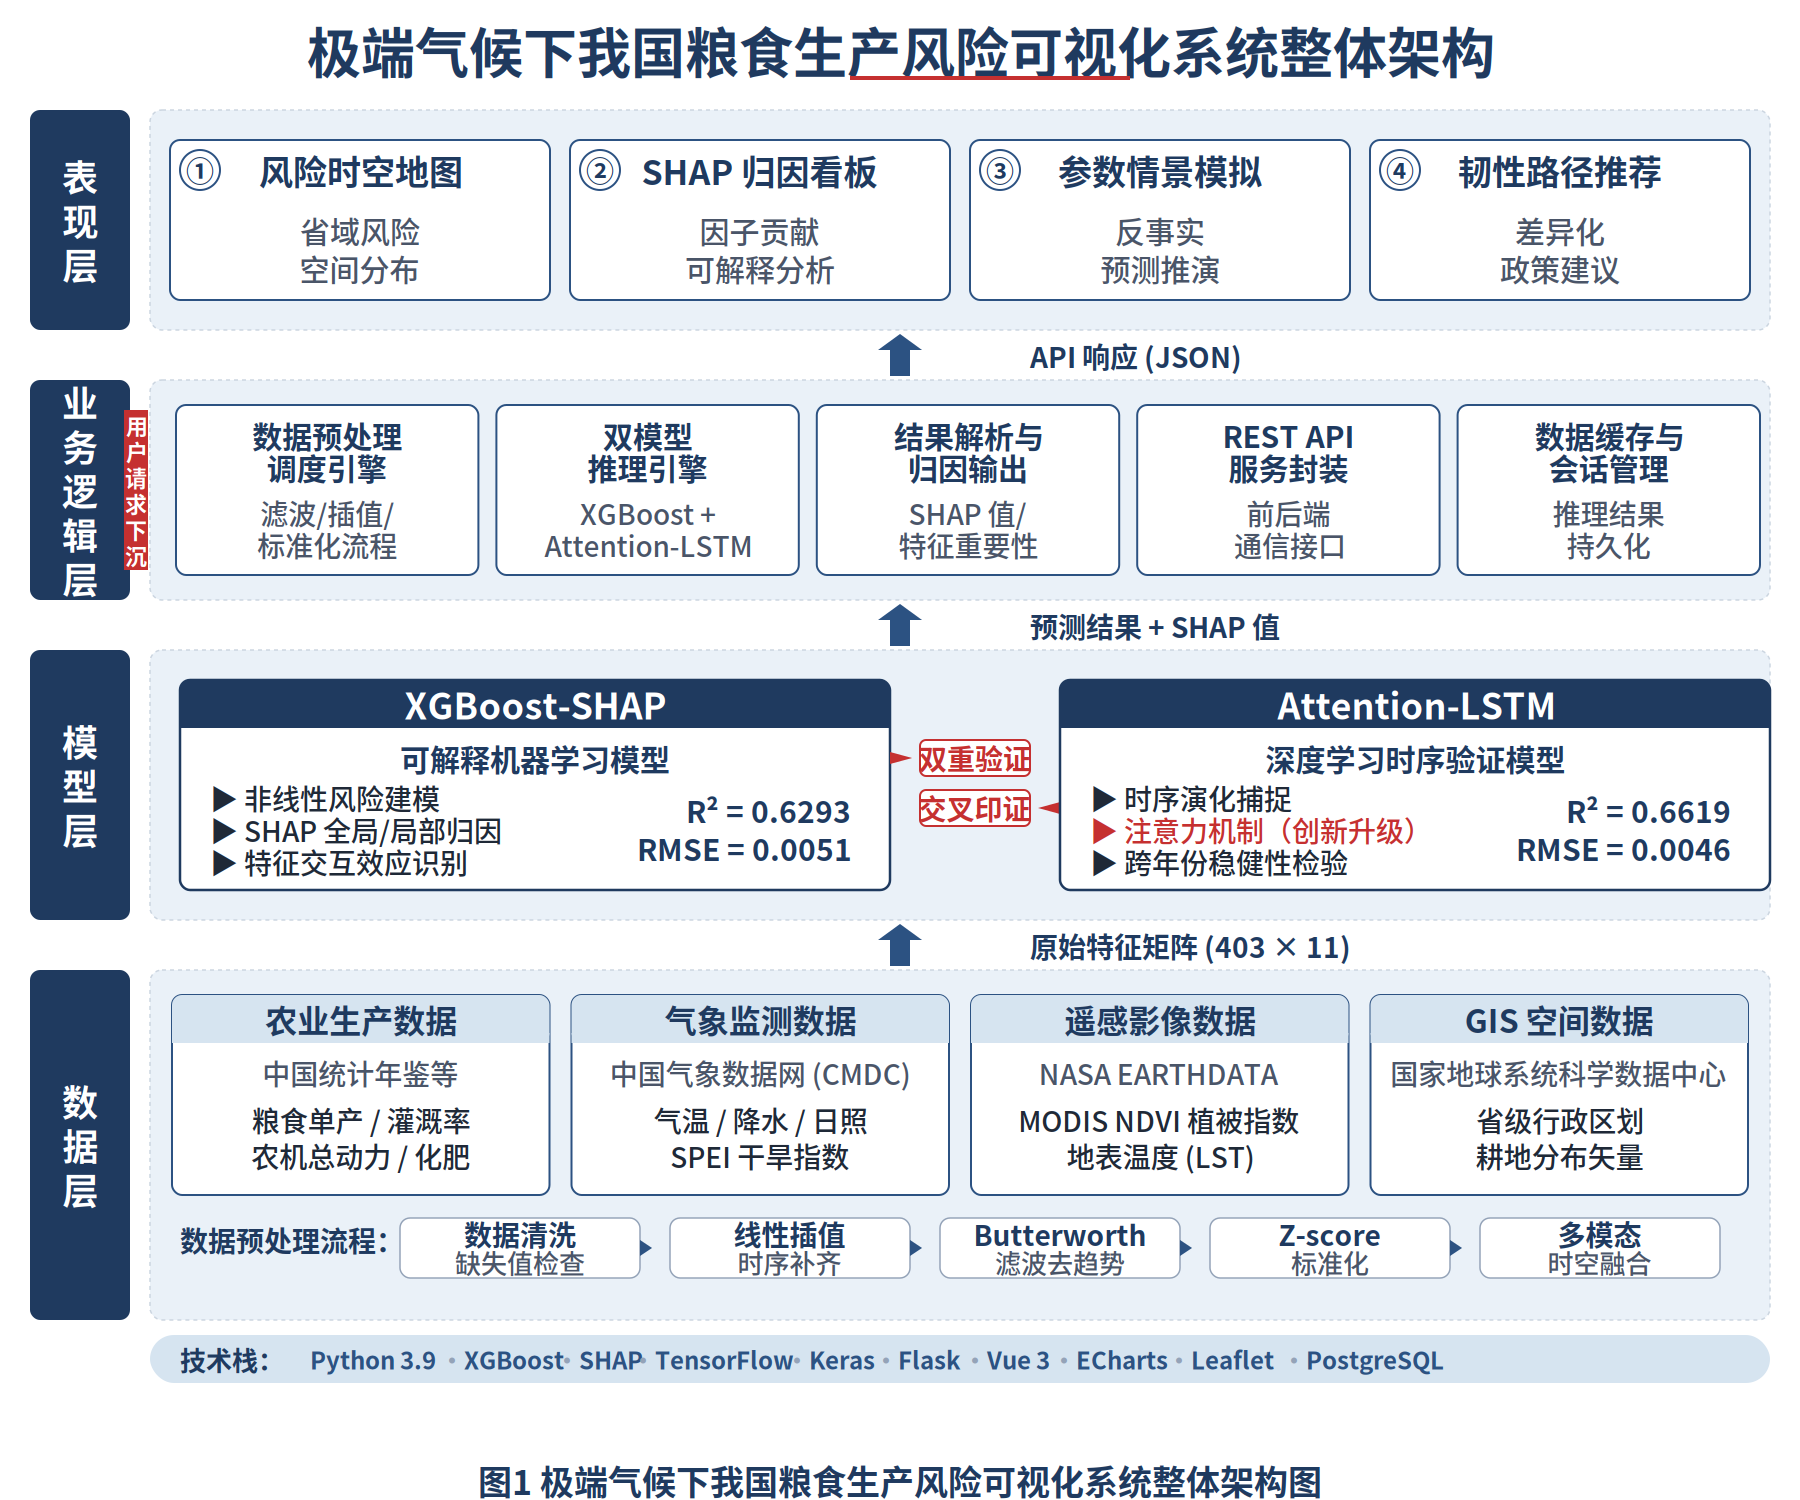 极端气候下我国粮食生产风险可视化系统整体架构
表现层
① 风险时空地图
省域风险
空间分布
② SHAP 归因看板
因子贡献
可解释分析
③ 参数情景模拟
反事实
预测推演
④ 韧性路径推荐
差异化
政策建议
API 响应 (JSON)
业务逻辑层
用户请求下沉
数据预处理
调度引擎
滤波/插值/
标准化流程
双模型
推理引擎
XGBoost +
Attention-LSTM
结果解析与
归因输出
SHAP 值/
特征重要性
REST API
服务封装
前后端
通信接口
数据缓存与
会话管理
推理结果
持久化
预测结果 + SHAP 值
模型层
XGBoost-SHAP
可解释机器学习模型
▶ 非线性风险建模
▶ SHAP 全局/局部归因
▶ 特征交互效应识别
R² = 0.6293
RMSE = 0.0051
双重验证
交叉印证
Attention-LSTM
深度学习时序验证模型
▶ 时序演化捕捉
▶ 注意力机制（创新升级）
▶ 跨年份稳健性检验
R² = 0.6619
RMSE = 0.0046
原始特征矩阵 (403 × 11)
数据层
农业生产数据
中国统计年鉴等
粮食单产 / 灌溉率
农机总动力 / 化肥
气象监测数据
中国气象数据网 (CMDC)
气温 / 降水 / 日照
SPEI 干旱指数
遥感影像数据
NASA EARTHDATA
MODIS NDVI 植被指数
地表温度 (LST)
GIS 空间数据
国家地球系统科学数据中心
省级行政区划
耕地分布矢量
数据预处理流程：
数据清洗
缺失值检查
线性插值
时序补齐
Butterworth
滤波去趋势
Z-score
标准化
多模态
时空融合
技术栈： Python 3.9 • XGBoost • SHAP • TensorFlow • Keras • Flask • Vue 3 • ECharts • Leaflet • PostgreSQL
图1 极端气候下我国粮食生产风险可视化系统整体架构图